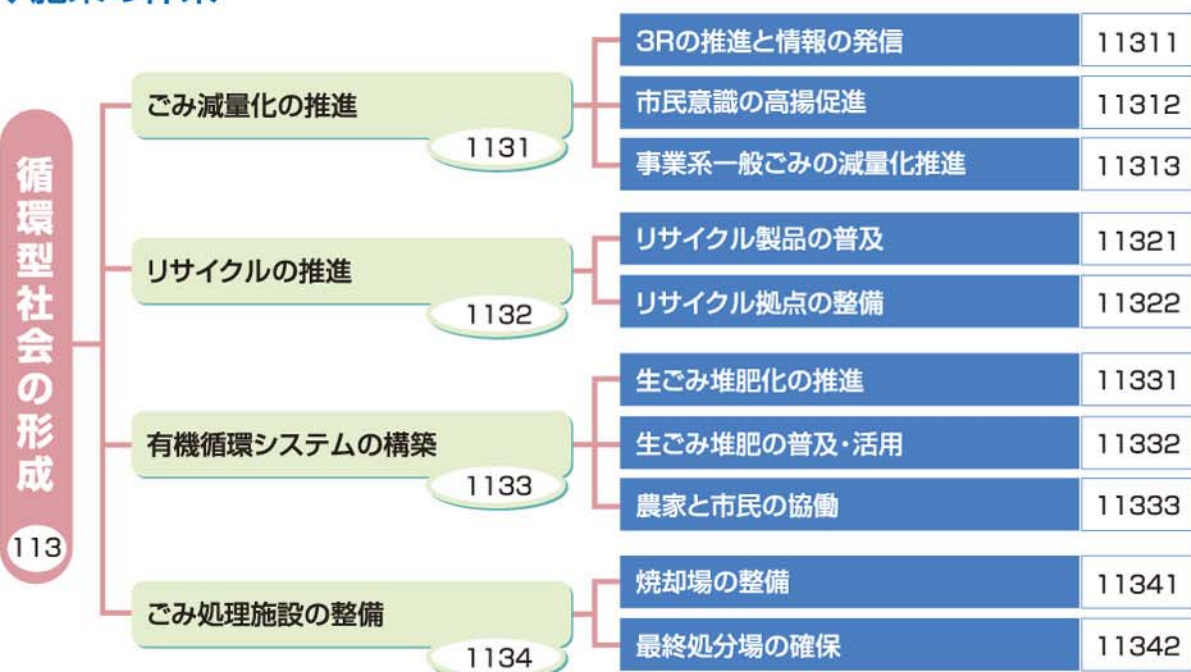 循環型社会の形成
113
ごみ減量化の推進
1131
3Rの推進と情報の発信 11311
市民意識の高揚促進 11312
事業系一般ごみの減量化推進 11313
リサイクルの推進
1132
リサイクル製品の普及 11321
リサイクル拠点の整備 11322
有機循環システムの構築
1133
生ごみ堆肥化の推進 11331
生ごみ堆肥の普及・活用 11332
農家と市民の協働 11333
ごみ処理施設の整備
1134
焼却場の整備 11341
最終処分場の確保 11342